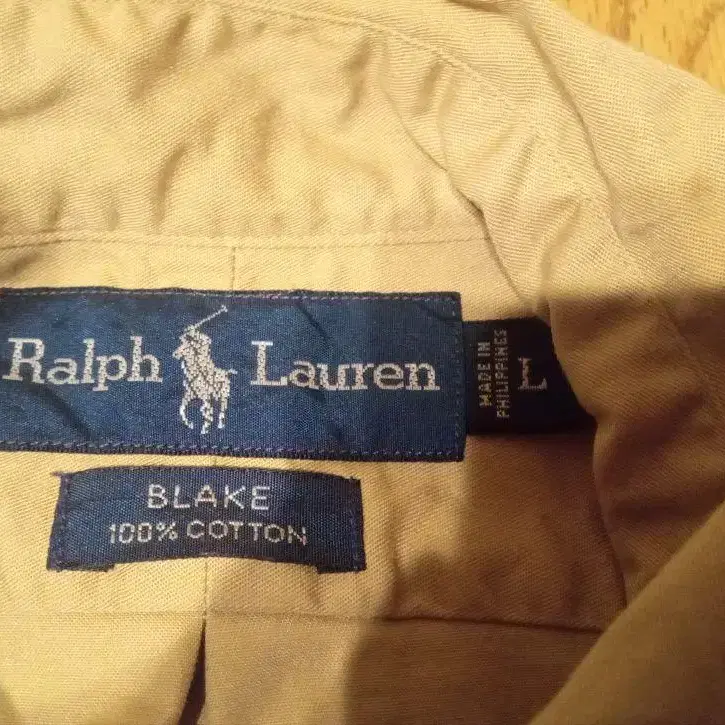 Ralph Lauren
MADE IN
PHILIPPINES
L
BLAKE
100% COTTON